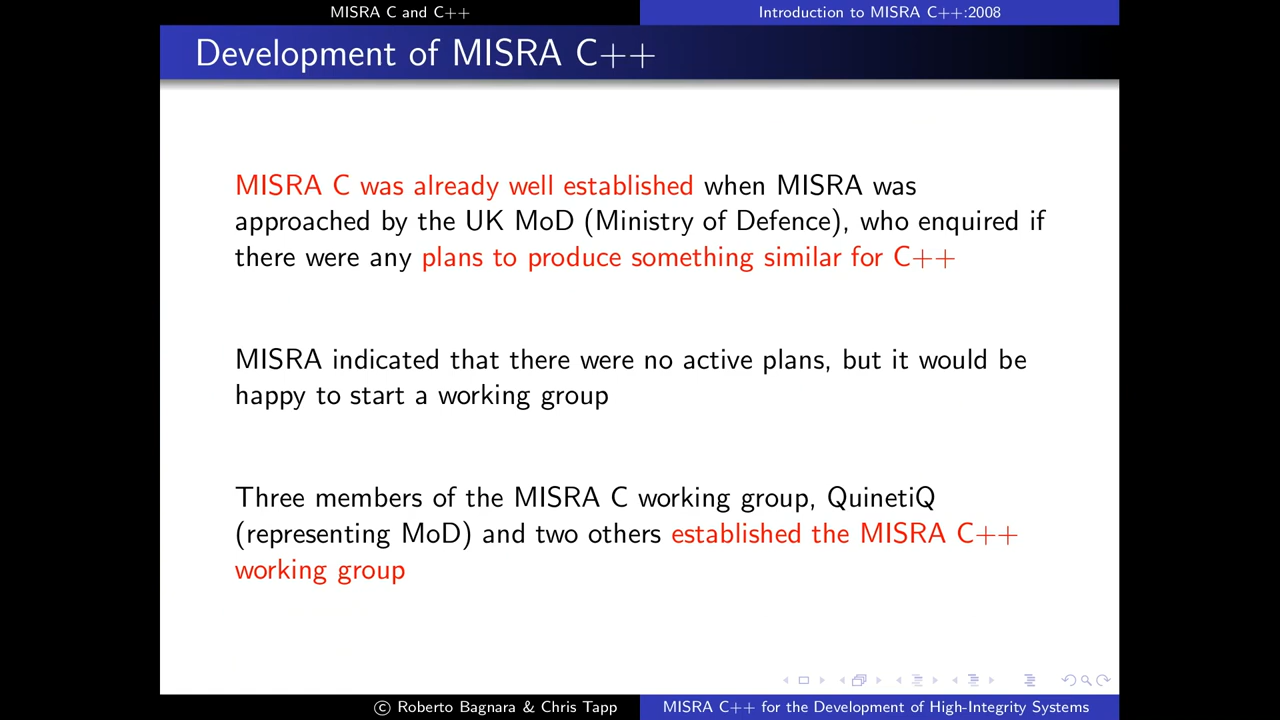 MISRA C and C++
Introduction to MISRA C++:2008
Development of MISRA C++
MISRA C was already well established when MISRA was
approached by the UK MoD (Ministry of Defence), who enquired if
there were any plans to produce something similar for C++
MISRA indicated that there were no active plans, but it would be
happy to start a working group
Three members of the MISRA C working group, QuinetiQ
(representing MoD) and two others established the MISRA C++
working group
© Roberto Bagnara & Chris Tapp
MISRA C++ for the Development of High-Integrity Systems